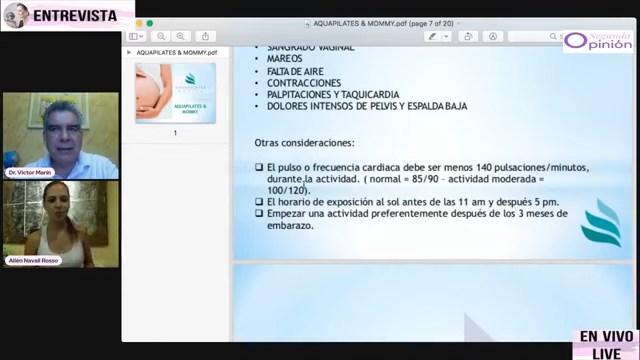 ENTREVISTA
AQUAPILATES & MOMMY.pdf (page 7 of 20)
Segunda
Opinión
AQUAPILATES & MOMMY.pdf
AQUAPILATES &
MOMMY
1
• SANGRADO VAGINAL
• MAREOS
• FALTA DE AIRE
• CONTRACCIONES
• PALPITACIONES Y TAQUICARDIA
• DOLORES INTENSOS DE PELVIS Y ESPALDA BAJA
Otras consideraciones:
❑ El pulso o frecuencia cardiaca debe ser menos 140 pulsaciones/minutos,
durante la actividad. ( normal = 85/90 – actividad moderada =
100/120).
❑ El horario de exposición al sol antes de las 11 am y después 5 pm.
❑ Empezar una actividad preferentemente después de los 3 meses de
embarazo.
Dr. Victor Marín
Ailén Navall Rosso
EN VIVO
LIVE